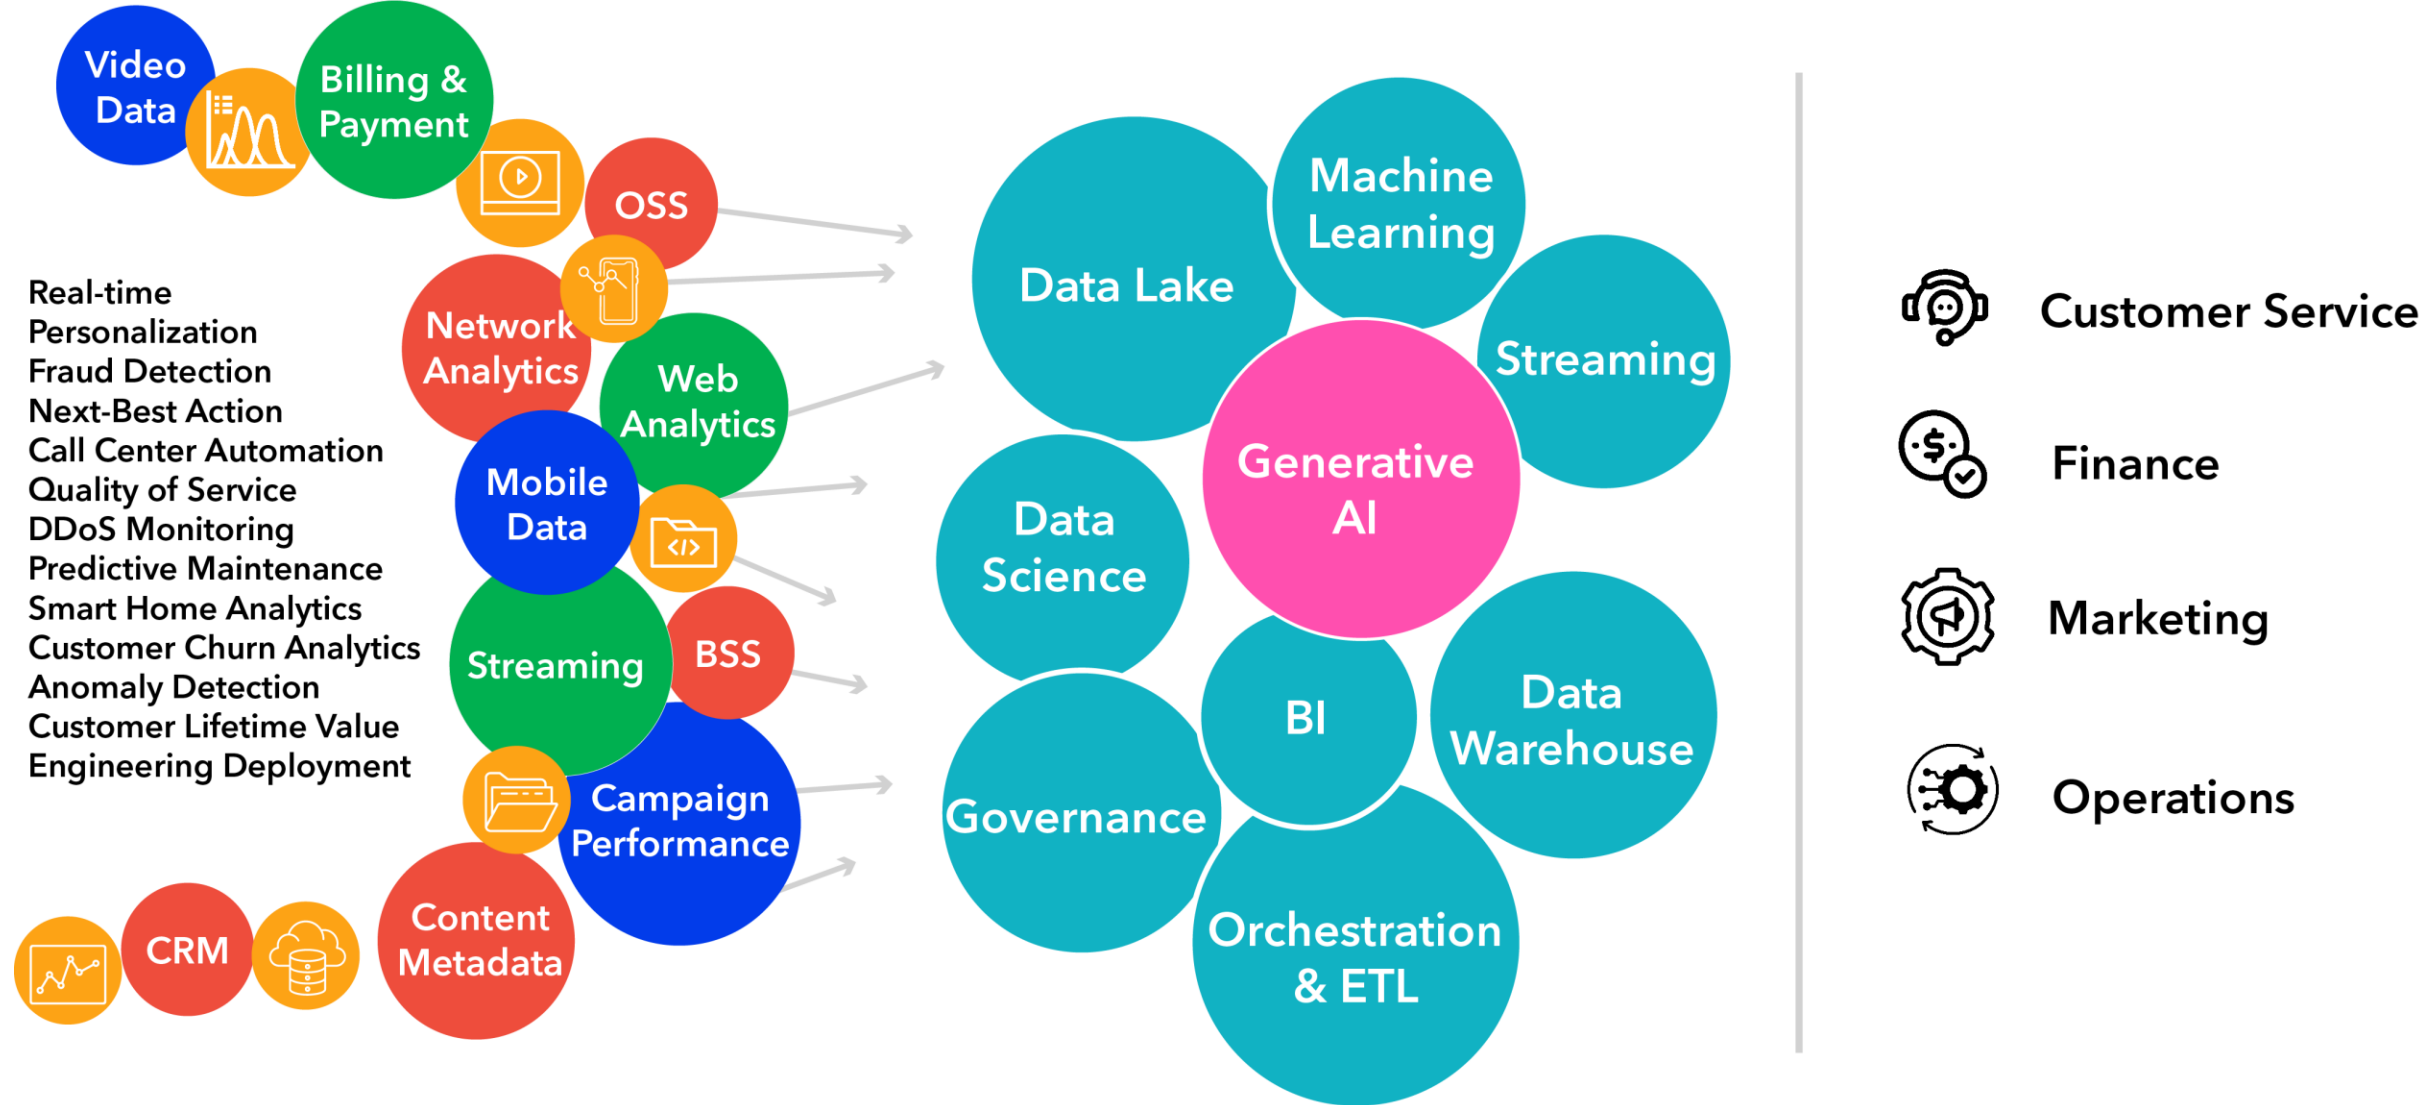 Video
Data
Billing &
Payment
OSS
Network
Analytics
Web
Analytics
Mobile
Data
Streaming
BSS
Campaign
Performance
Content
Metadata
CRM
Real-time
Personalization
Fraud Detection
Next-Best Action
Call Center Automation
Quality of Service
DDoS Monitoring
Predictive Maintenance
Smart Home Analytics
Customer Churn Analytics
Anomaly Detection
Customer Lifetime Value
Engineering Deployment
Data Lake
Machine
Learning
Streaming
Generative
AI
Data
Science
BI
Data
Warehouse
Governance
Orchestration
& ETL
Customer Service
Finance
Marketing
Operations